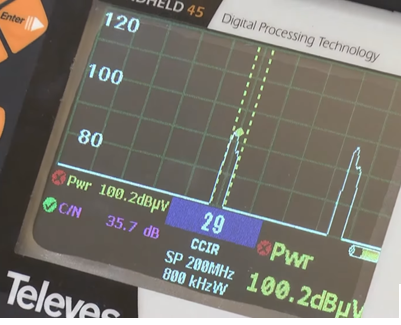 Enter
DHELD 45
Digital Processing Technology
120
100
80
Pwr 100.2dBµV
C/N 35.7 dB
29
CCIR
SP 200MHz
800 kHzW
Pwr
100.2dBµV
Televes